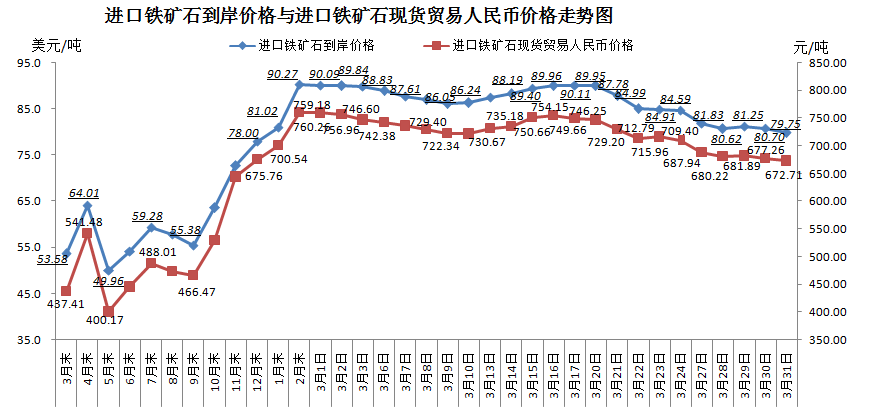 进口铁矿石到岸价格与进口铁矿石现货贸易人民币价格走势图
美元/吨
进口铁矿石到岸价格
进口铁矿石现货贸易人民币价格
元/吨
95.0
85.0
75.0
65.0
55.0
45.0
35.0
850.00
800.00
750.00
700.00
650.00
600.00
550.00
500.00
450.00
400.00
350.00
53.58
64.01
49.96
59.28
55.38
78.00
81.02
90.27
90.09
89.84
88.83
87.61
86.05
86.24
88.19
89.40
89.96
90.11
89.95
87.78
84.99
84.91
84.59
81.83
80.62
81.25
80.70
79.75
437.41
541.48
400.17
488.01
466.47
675.76
700.54
760.26
759.18
756.96
746.60
742.38
729.40
722.34
730.67
735.18
750.66
754.15
749.66
746.25
729.20
712.79
715.96
709.40
687.94
680.22
681.89
677.26
672.71
3月末
4月末
5月末
6月末
7月末
8月末
9月末
10月末
11月末
12月末
1月末
2月末
3月1日
3月2日
3月3日
3月6日
3月7日
3月8日
3月9日
3月10日
3月13日
3月14日
3月15日
3月16日
3月17日
3月20日
3月21日
3月22日
3月23日
3月24日
3月27日
3月28日
3月29日
3月30日
3月31日